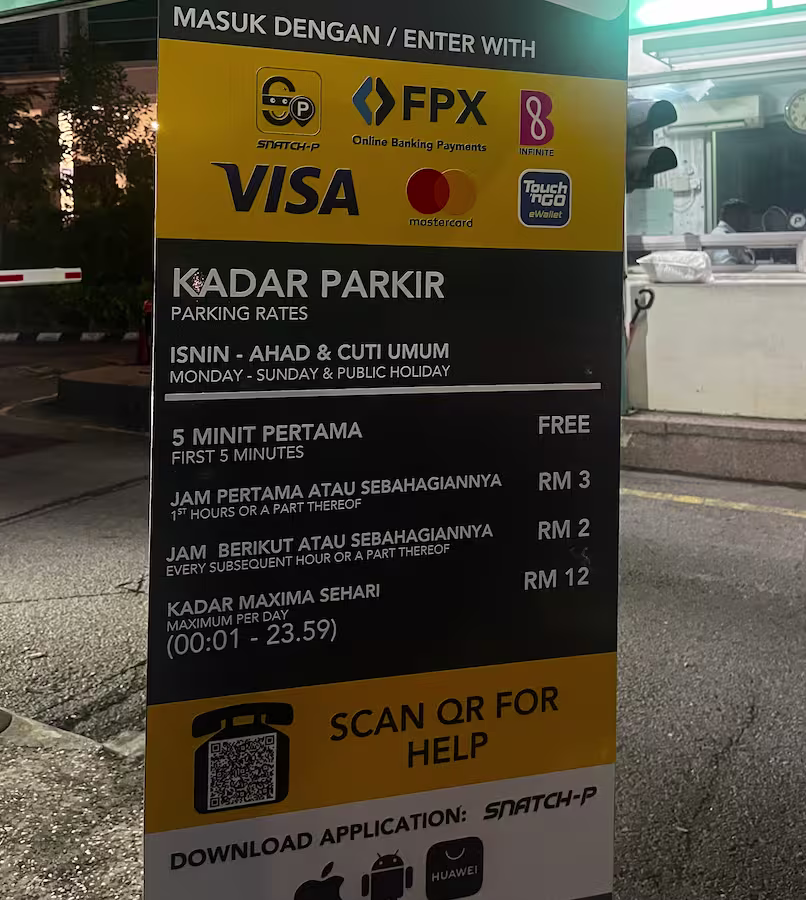 MASUK DENGAN / ENTER WITH
SNATCH-P
FPX
Online Banking Payments
INFINITE
VISA
mastercard
Touch 'n GO
eWallet
KADAR PARKIR
PARKING RATES
ISNIN - AHAD & CUTI UMUM
MONDAY - SUNDAY & PUBLIC HOLIDAY
5 MINIT PERTAMA FREE
FIRST 5 MINUTES
JAM PERTAMA ATAU SEBAHAGIANNYA RM 3
1ST HOURS OR A PART THEREOF
JAM BERIKUT ATAU SEBAHAGIANNYA RM 2
EVERY SUBSEQUENT HOUR OR A PART THEREOF
KADAR MAXIMA SEHARI RM 12
MAXIMUM PER DAY
(00:01 - 23.59)
SCAN QR FOR
HELP
DOWNLOAD APPLICATION: SNATCH-P
HUAWEI